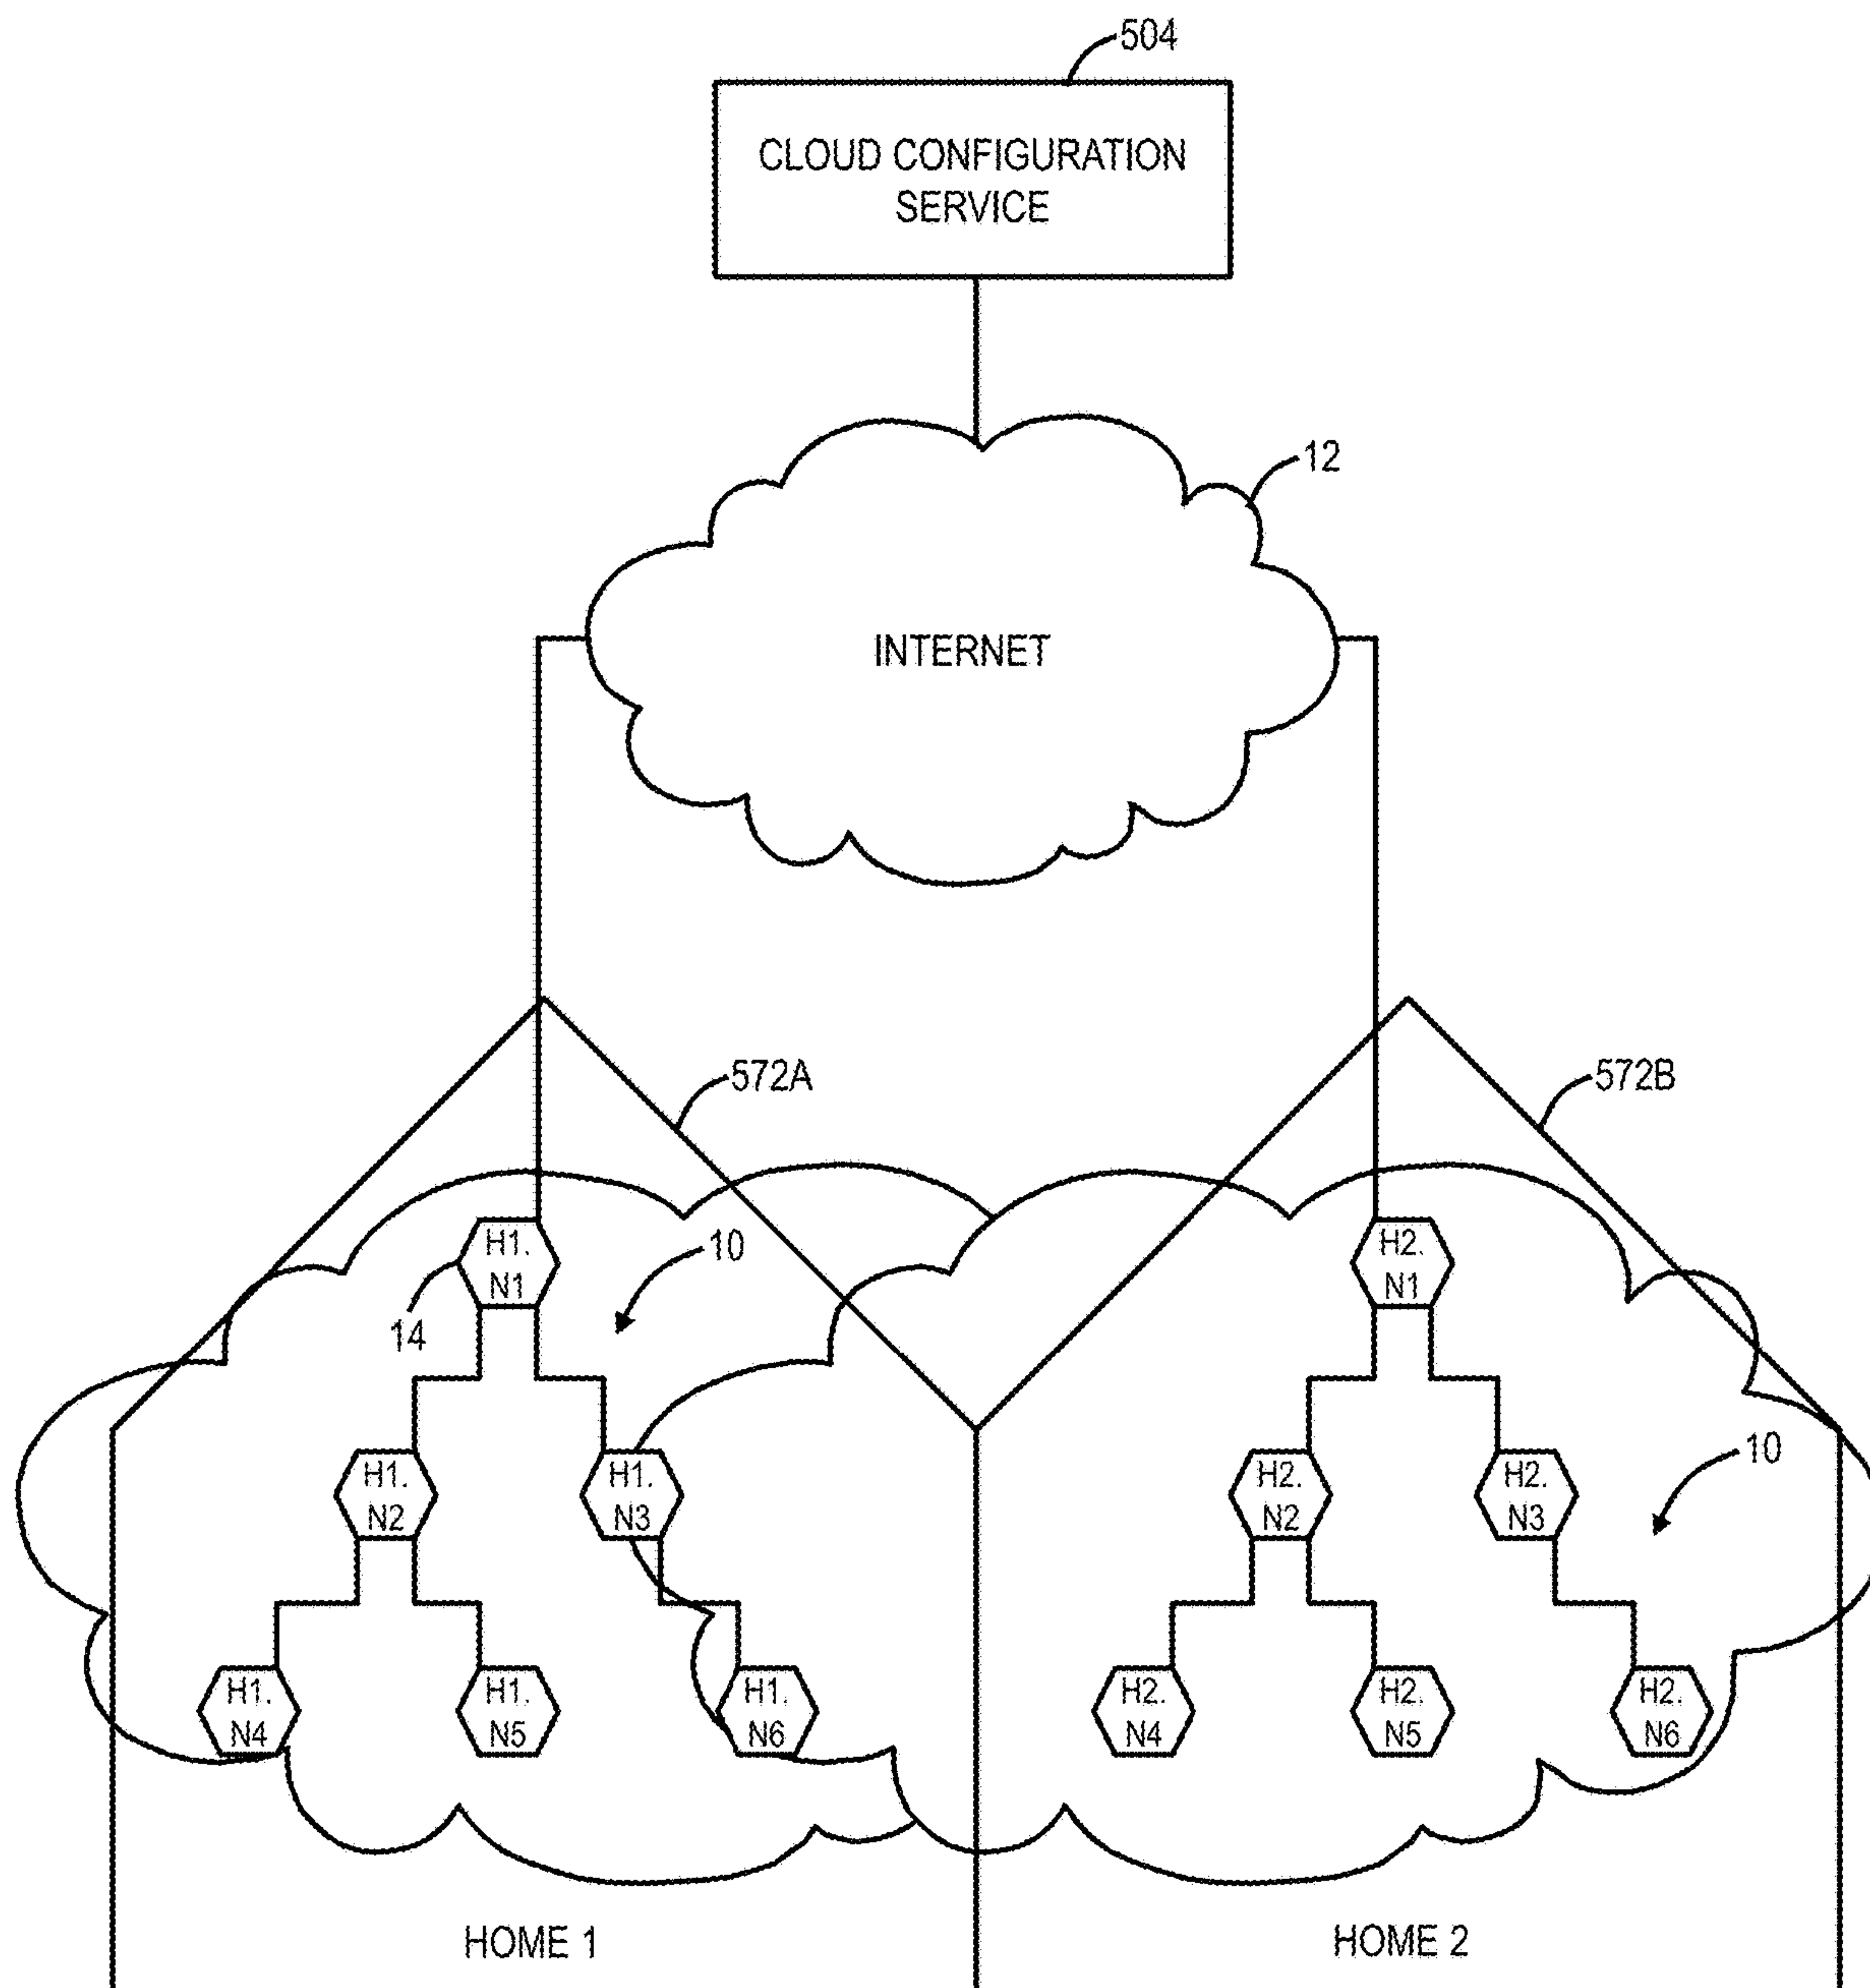 504
CLOUD CONFIGURATION
SERVICE
12
INTERNET
572A
572B
H1.
N1
10
H2.
N1
14
H1.
N2
H1.
N3
H2.
N2
H2.
N3
10
H1.
N4
H1.
N5
H1.
N6
H2.
N4
H2.
N5
H2.
N6
HOME 1
HOME 2